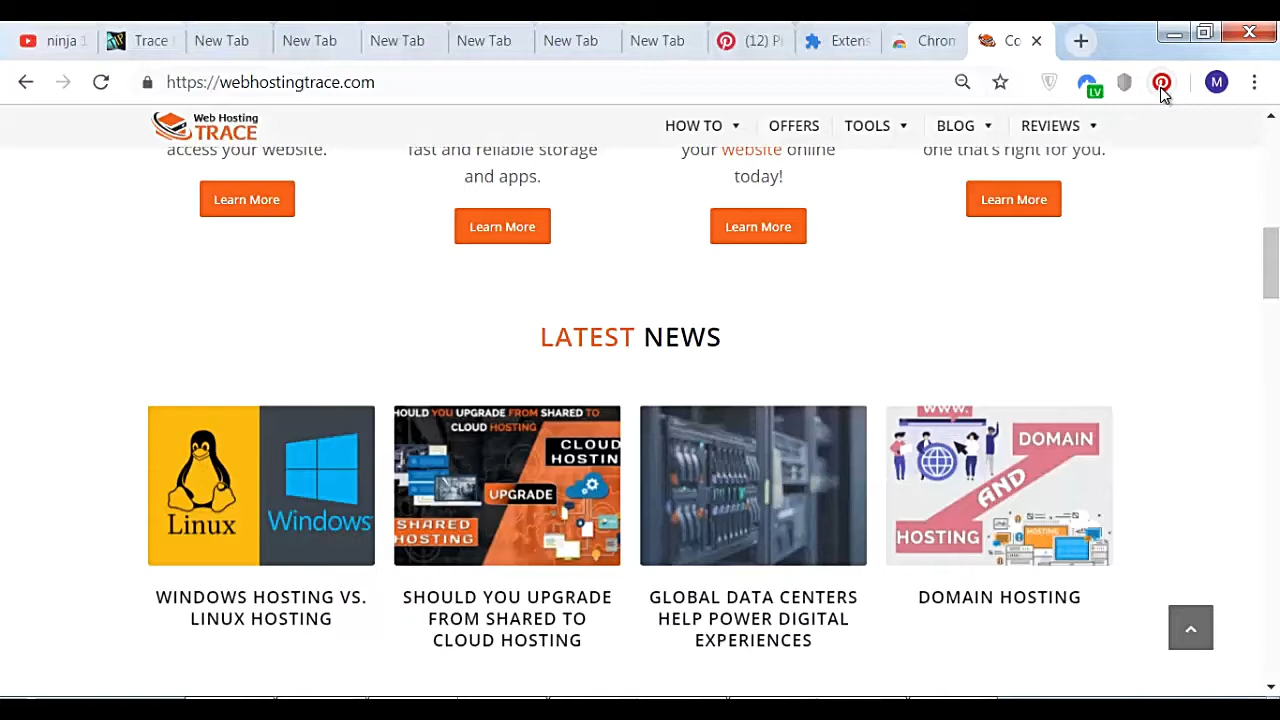 ninja 1
Trace
New Tab
New Tab
New Tab
New Tab
New Tab
New Tab
(12) P
Extens
Chron
Co
https://webhostingtrace.com
LV
M
Web Hosting
TRACE
HOW TO
OFFERS
TOOLS
BLOG
REVIEWS
access your website.
fast and reliable storage
and apps.
your website online
today!
one that's right for you.
Learn More
Learn More
Learn More
Learn More
LATEST NEWS
Linux
Windows
HOULD YOU UPGRADE FROM SHARED TO
CLOUD HOSTING
CLOUD
HOSTIN
UPGRADE
SHARED
HOSTING
WWW.
DOMAIN
AND
HOSTING
HOSTING
WINDOWS HOSTING VS.
LINUX HOSTING
SHOULD YOU UPGRADE
FROM SHARED TO
CLOUD HOSTING
GLOBAL DATA CENTERS
HELP POWER DIGITAL
EXPERIENCES
DOMAIN HOSTING